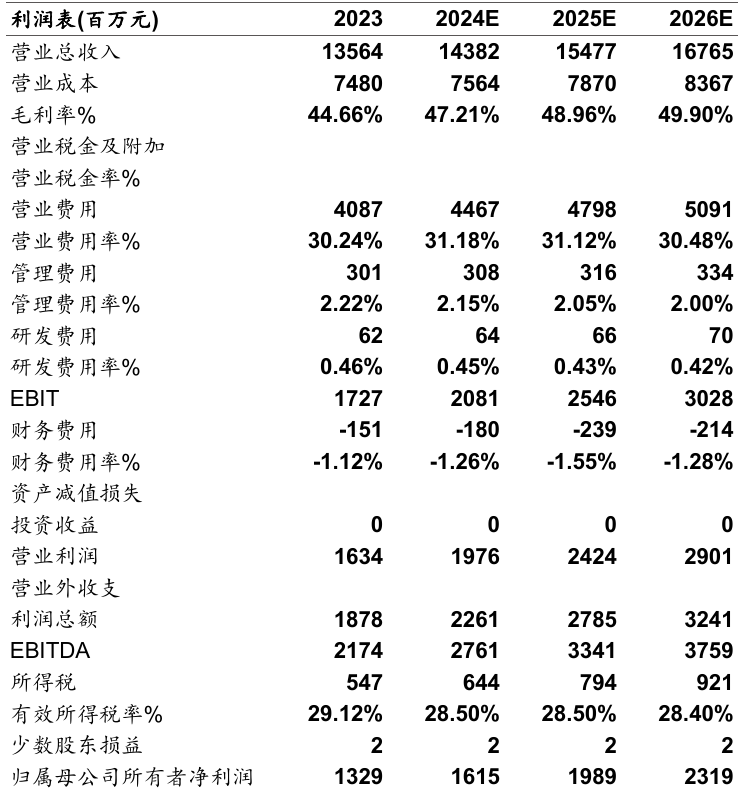 利润表(百万元) 2023 2024E 2025E 2026E
营业总收入 13564 14382 15477 16765
营业成本 7480 7564 7870 8367
毛利率% 44.66% 47.21% 48.96% 49.90%
营业税金及附加
营业税金率%
营业费用 4087 4467 4798 5091
营业费用率% 30.24% 31.18% 31.12% 30.48%
管理费用 301 308 316 334
管理费用率% 2.22% 2.15% 2.05% 2.00%
研发费用 62 64 66 70
研发费用率% 0.46% 0.45% 0.43% 0.42%
EBIT 1727 2081 2546 3028
财务费用 -151 -180 -239 -214
财务费用率% -1.12% -1.26% -1.55% -1.28%
资产减值损失
投资收益 0 0 0 0
营业利润 1634 1976 2424 2901
营业外收支
利润总额 1878 2261 2785 3241
EBITDA 2174 2761 3341 3759
所得税 547 644 794 921
有效所得税率% 29.12% 28.50% 28.50% 28.40%
少数股东损益 2 2 2 2
归属母公司所有者净利润 1329 1615 1989 2319